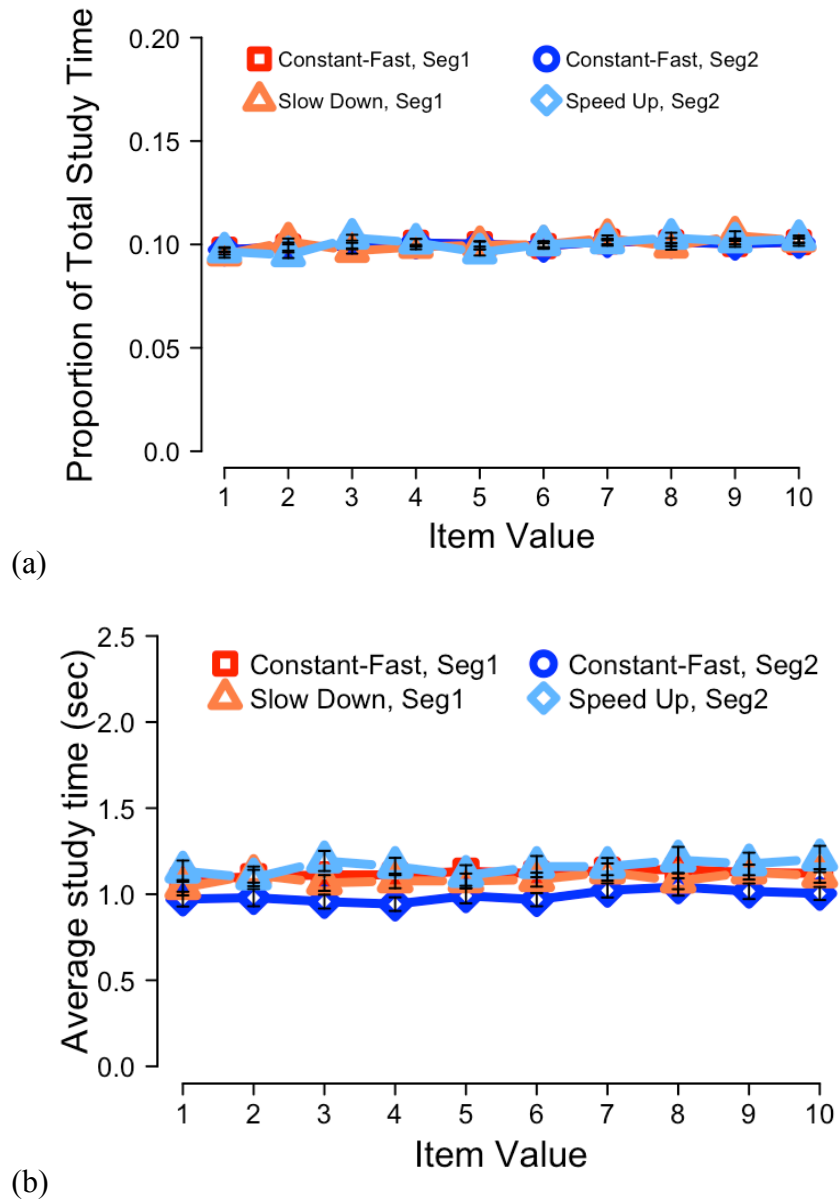 Proportion of Total Study Time
0.20
0.15
0.10
0.05
0.0
Constant-Fast, Seg1
Constant-Fast, Seg2
Slow Down, Seg1
Speed Up, Seg2
1 2 3 4 5 6 7 8 9 10
Item Value
(a)
Average study time (sec)
2.5
2.0
1.5
1.0
0.5
0.0
Constant-Fast, Seg1
Constant-Fast, Seg2
Slow Down, Seg1
Speed Up, Seg2
1 2 3 4 5 6 7 8 9 10
Item Value
(b)